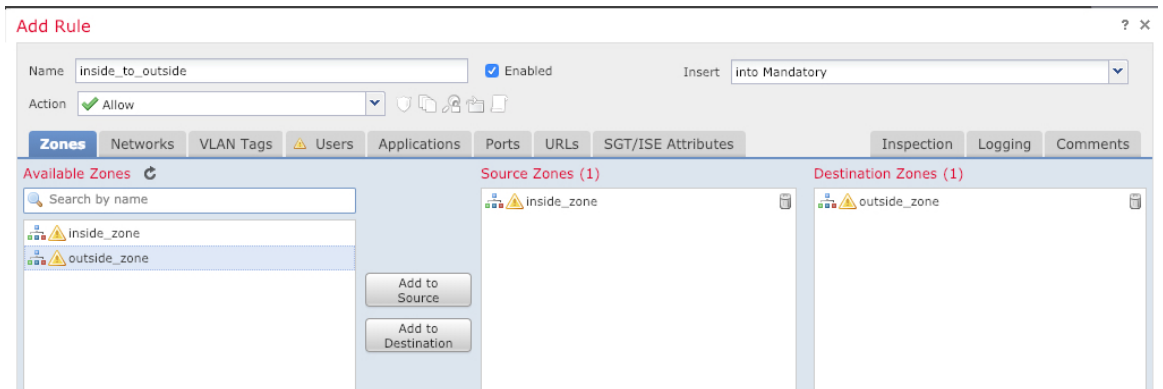 Add Rule
?
Name inside_to_outside Enabled Insert into Mandatory
Action Allow
Zones Networks VLAN Tags Users Applications Ports URLs SGT/ISE Attributes Inspection Logging Comments
Available Zones Source Zones (1) Destination Zones (1)
Search by name inside_zone outside_zone
inside_zone
outside_zone
Add to
Source
Add to
Destination